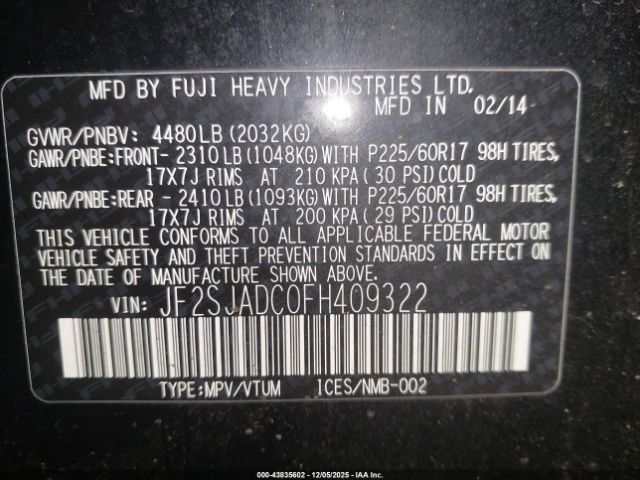 MFD BY FUJI HEAVY INDUSTRIES LTD.
MFD IN 02/14
GVWR/PNBV: 4480LB (2032KG)
GAWR/PNBE:FRONT- 2310 LB (1048KG) WITH P225/60R17 98H TIRES,
17X7J RIMS AT 210 KPA ( 30 PSI) COLD
GAWR/PNBE:REAR - 2410 LB (1093KG) WITH P225/60R17 98H TIRES,
17X7J RIMS AT 200 KPA (29 PSI) COLD
THIS VEHICLE CONFORMS TO ALL APPLICABLE FEDERAL MOTOR
VEHICLE SAFETY AND THEFT PREVENTION STANDARDS IN EFFECT ON
THE DATE OF MANUFACTURE SHOWN ABOVE.
VIN: JF2SJADC0FH409322
TYPE:MPV/VTUM ICES/NMB-002
000-43835602 - 12/05/2025 - IAA Inc.